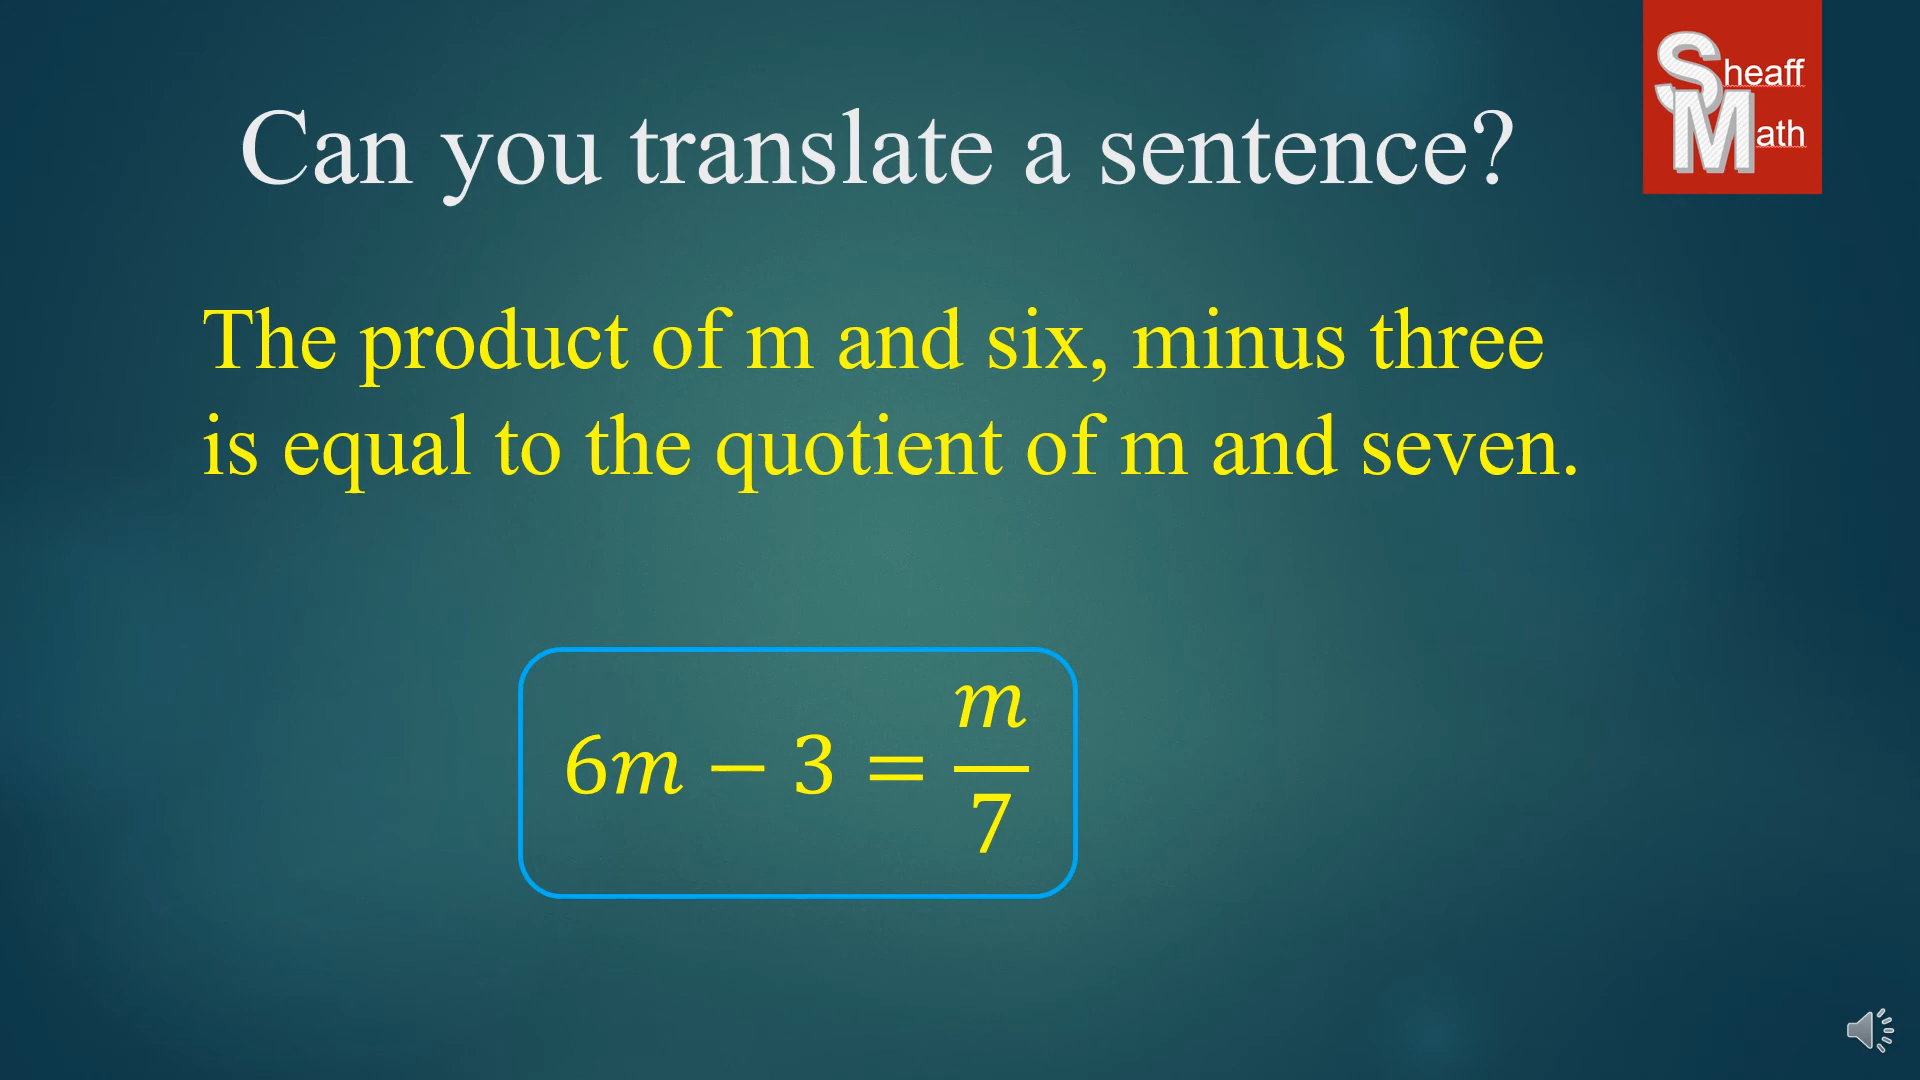 Can you translate a sentence?
Sheaff
Math
The product of m and six, minus three
is equal to the quotient of m and seven.
6m − 3 = m/7